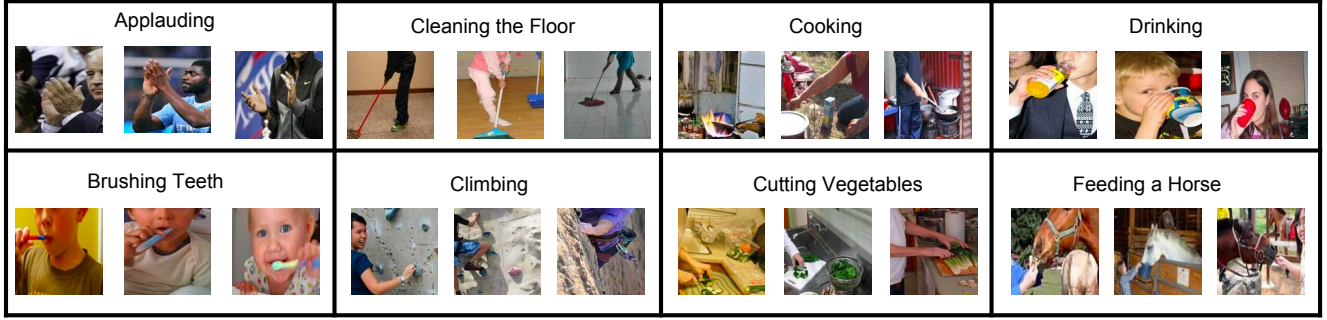 Applauding
Cleaning the Floor
Cooking
Drinking
Brushing Teeth
Climbing
Cutting Vegetables
Feeding a Horse